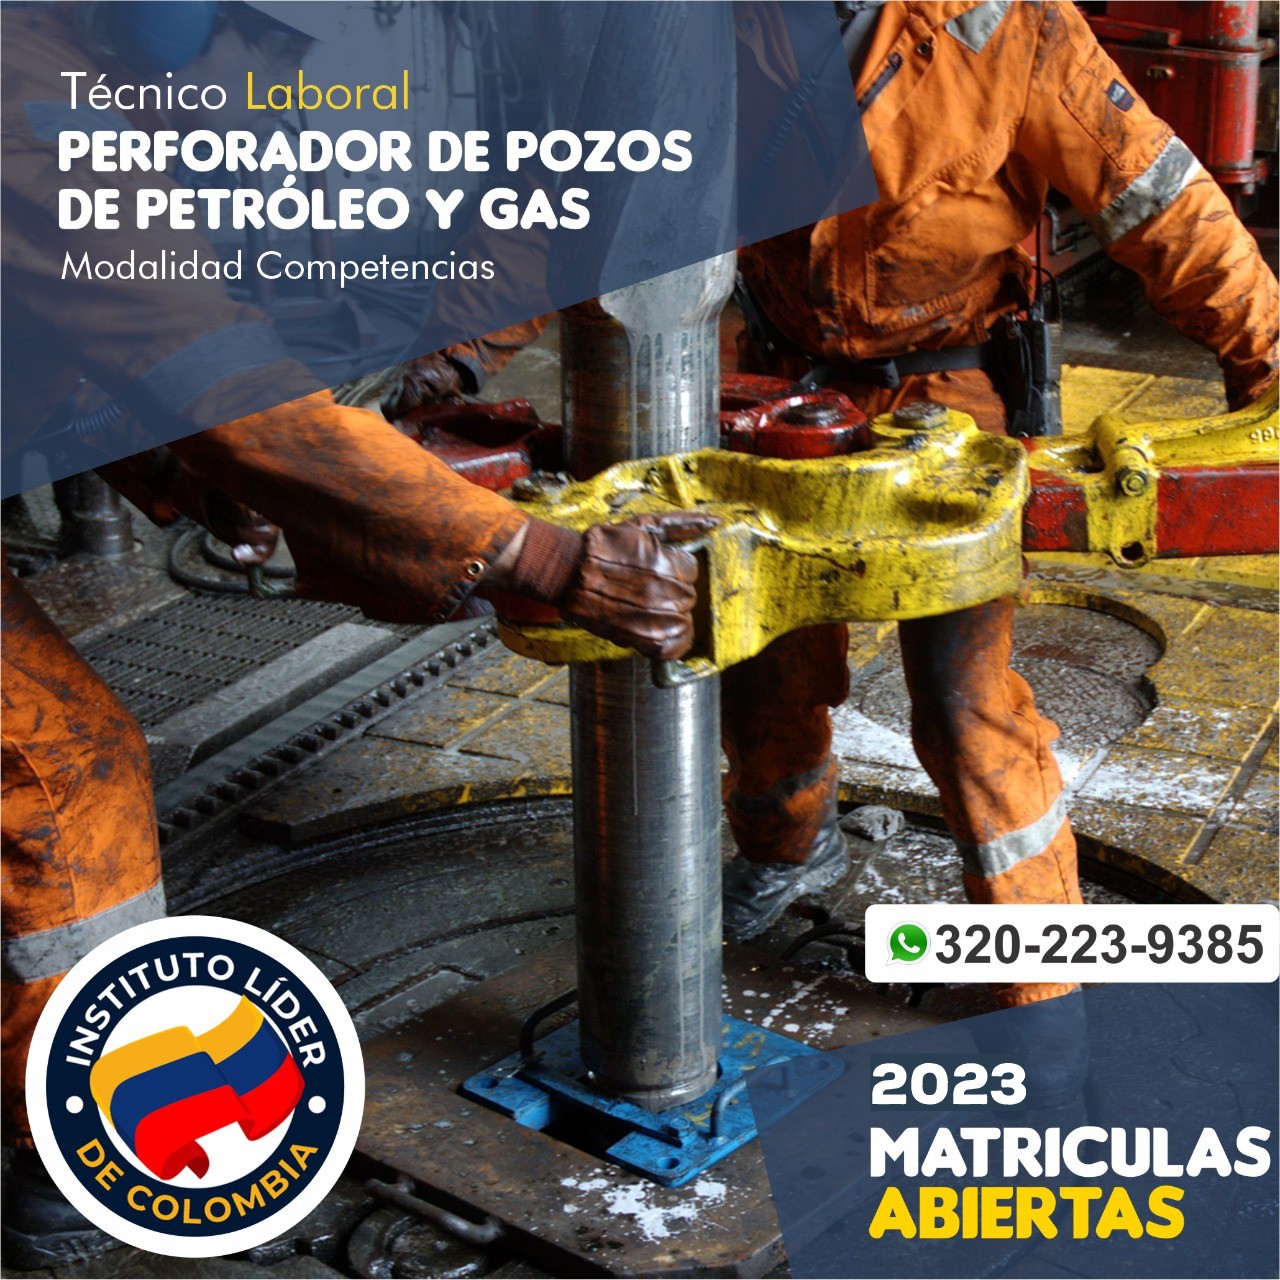 Técnico Laboral
PERFORADOR DE POZOS
DE PETRÓLEO Y GAS
Modalidad Competencias
320-223-9385
INSTITUTO LÍDER
DE COLOMBIA
2023
MATRICULAS
ABIERTAS